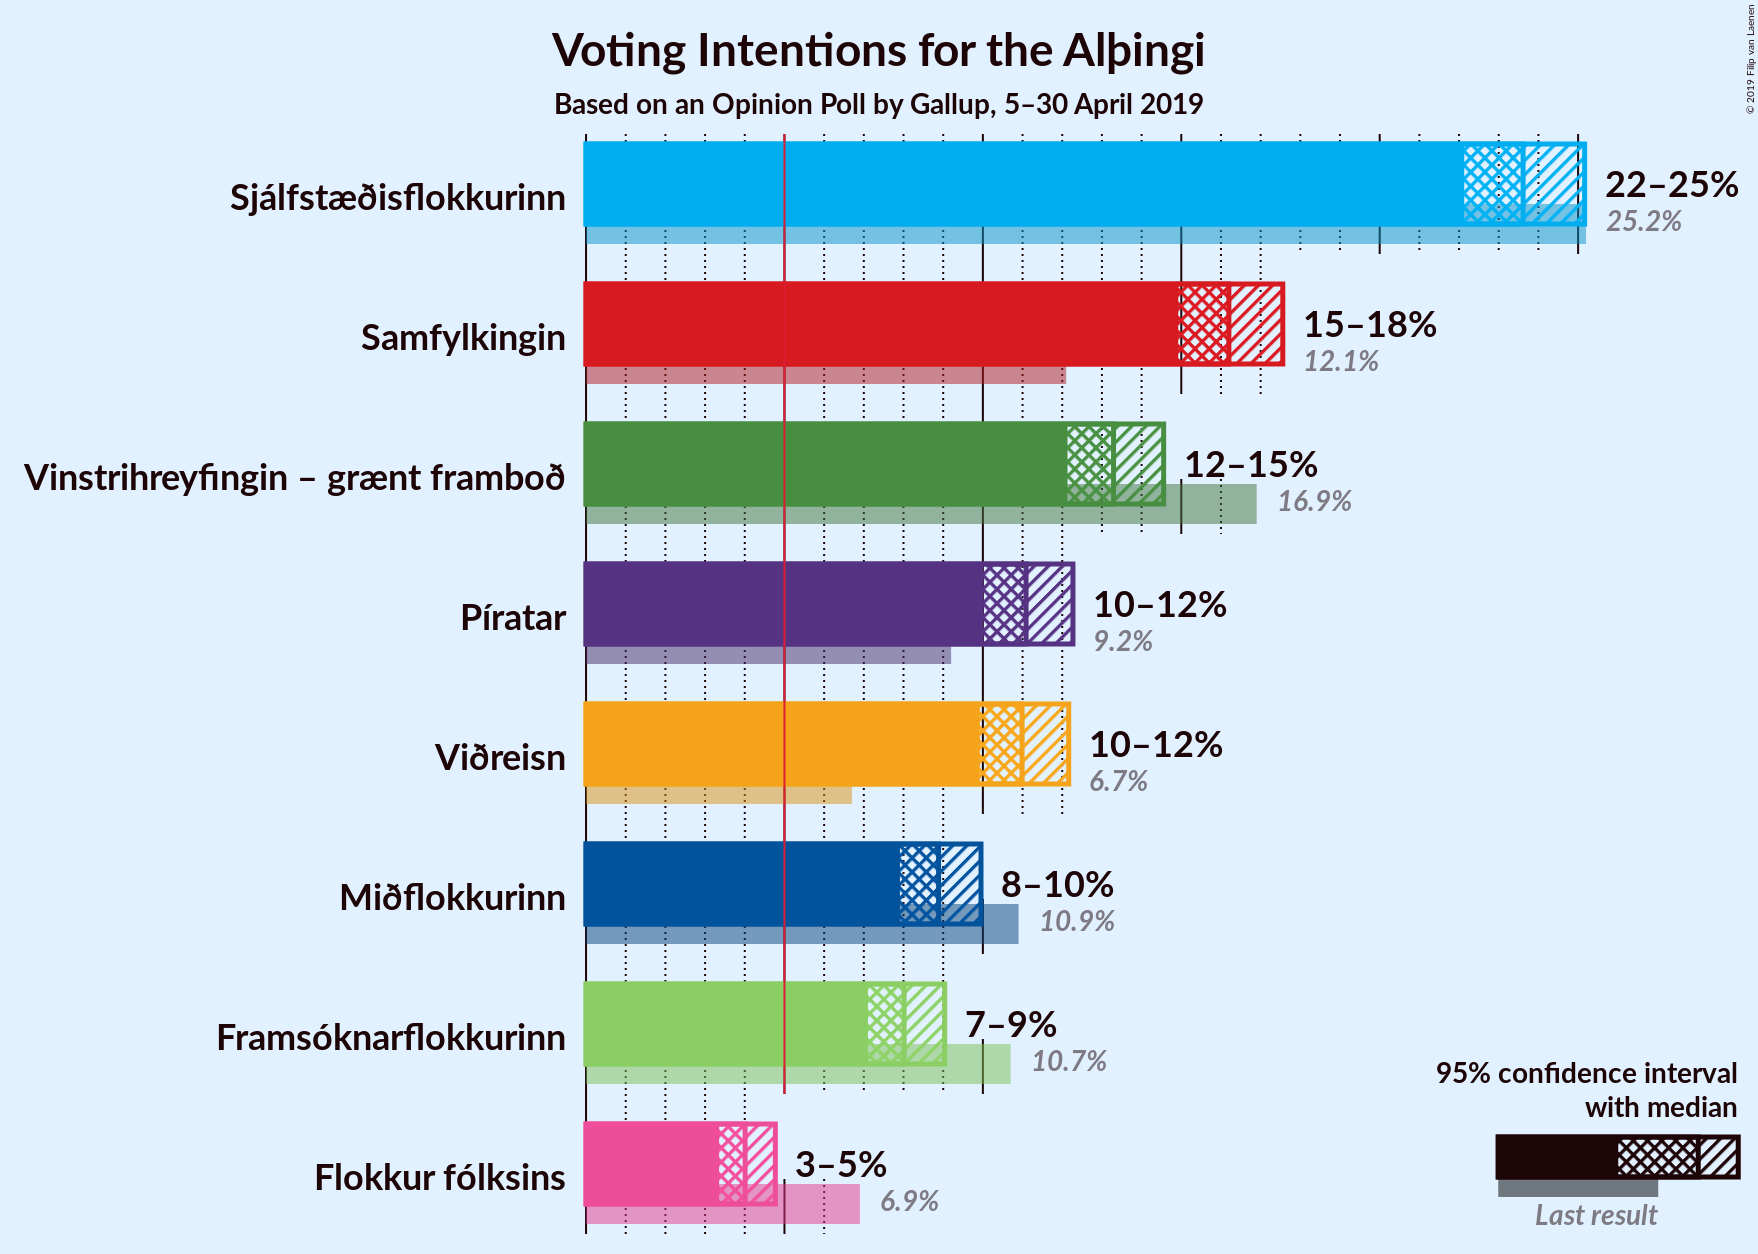 Voting Intentions for the Alþingi
Based on an Opinion Poll by Gallup, 5–30 April 2019
© 2019 Filip van Laenen
Sjálfstæðisflokkurinn
22–25%
25.2%
Samfylkingin
15–18%
12.1%
Vinstrihreyfingin – grænt framboð
12–15%
16.9%
Píratar
10–12%
9.2%
Viðreisn
10–12%
6.7%
Miðflokkurinn
8–10%
10.9%
Framsóknarflokkurinn
7–9%
10.7%
Flokkur fólksins
3–5%
6.9%
95% confidence interval
with median
Last result